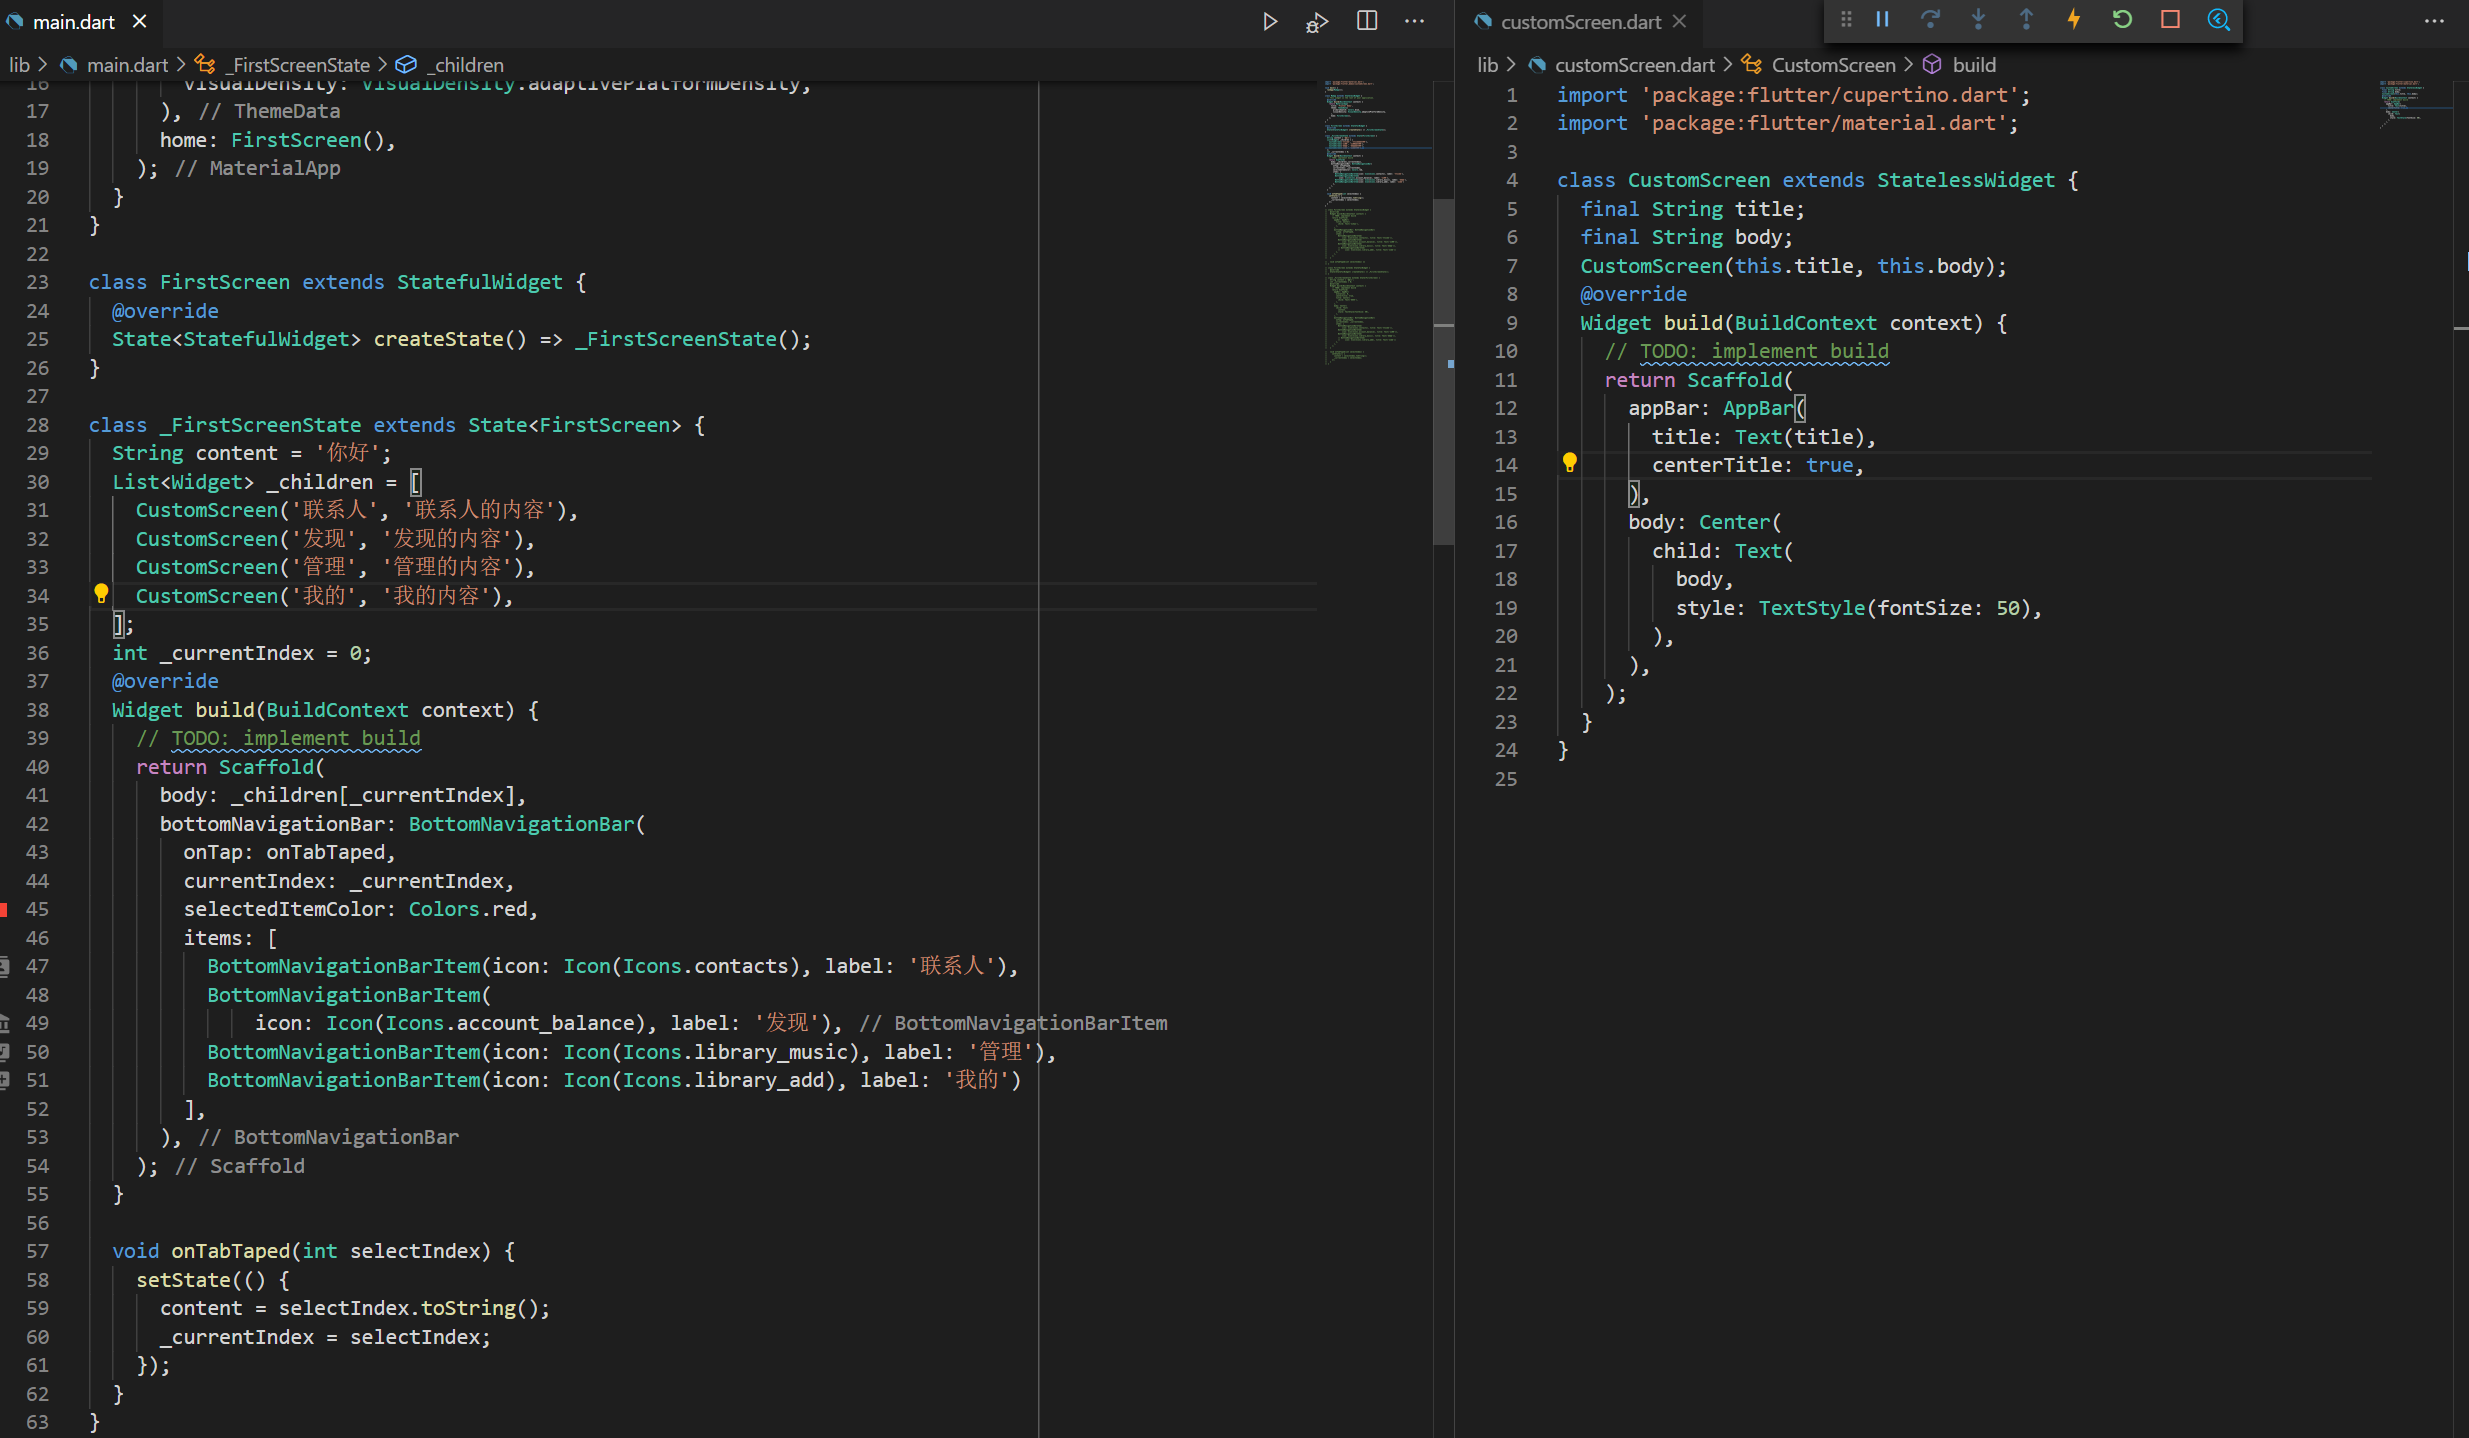 main.dart
lib > main.dart > _FirstScreenState > _children
16 visualDensity: VisualDensity.adaptivePlatformDensity,
17 ), // ThemeData
18 home: FirstScreen(),
19 ); // MaterialApp
20 }
21 }
22
23 class FirstScreen extends StatefulWidget {
24 @override
25 State<StatefulWidget> createState() => _FirstScreenState();
26 }
27
28 class _FirstScreenState extends State<FirstScreen> {
29 String content = '你好';
30 List<Widget> _children = [
31 CustomScreen('联系人', '联系人的内容'),
32 CustomScreen('发现', '发现的内容'),
33 CustomScreen('管理', '管理的内容'),
34 CustomScreen('我的', '我的内容'),
35 ];
36 int _currentIndex = 0;
37 @override
38 Widget build(BuildContext context) {
39 // TODO: implement build
40 return Scaffold(
41 body: _children[_currentIndex],
42 bottomNavigationBar: BottomNavigationBar(
43 onTap: onTabTaped,
44 currentIndex: _currentIndex,
45 selectedItemColor: Colors.red,
46 items: [
47 BottomNavigationBarItem(icon: Icon(Icons.contacts), label: '联系人'),
48 BottomNavigationBarItem(
49 icon: Icon(Icons.account_balance), label: '发现'), // BottomNavigationBarItem
50 BottomNavigationBarItem(icon: Icon(Icons.library_music), label: '管理'),
51 BottomNavigationBarItem(icon: Icon(Icons.library_add), label: '我的')
52 ],
53 ), // BottomNavigationBar
54 ); // Scaffold
55 }
56
57 void onTabTaped(int selectIndex) {
58 setState(() {
59 content = selectIndex.toString();
60 _currentIndex = selectIndex;
61 });
62 }
63 }
customScreen.dart
lib > customScreen.dart > CustomScreen > build
1 import 'package:flutter/cupertino.dart';
2 import 'package:flutter/material.dart';
3
4 class CustomScreen extends StatelessWidget {
5 final String title;
6 final String body;
7 CustomScreen(this.title, this.body);
8 @override
9 Widget build(BuildContext context) {
10 // TODO: implement build
11 return Scaffold(
12 appBar: AppBar(
13 title: Text(title),
14 centerTitle: true,
15 ),
16 body: Center(
17 child: Text(
18 body,
19 style: TextStyle(fontSize: 50),
20 ),
21 ),
22 );
23 }
24 }
25